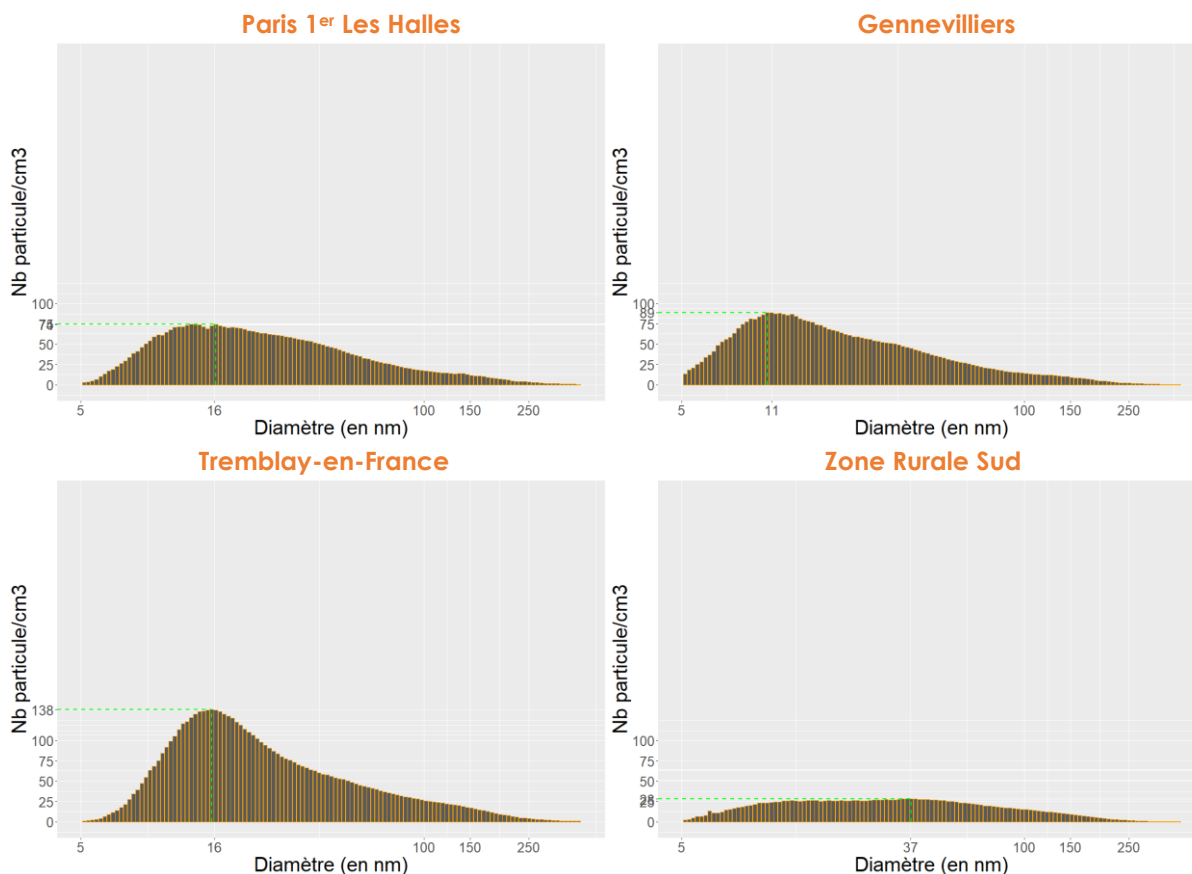 Paris 1er Les Halles
Nb particule/cm3
100
75
74
50
25
0
5 16 100 150 250
Diamètre (en nm)
Gennevilliers
Nb particule/cm3
100
89
75
50
25
0
5 11 100 150 250
Diamètre (en nm)
Tremblay-en-France
Nb particule/cm3
138
100
75
50
25
0
5 16 100 150 250
Diamètre (en nm)
Zone Rurale Sud
Nb particule/cm3
100
75
50
28
25
0
5 37 100 150 250
Diamètre (en nm)